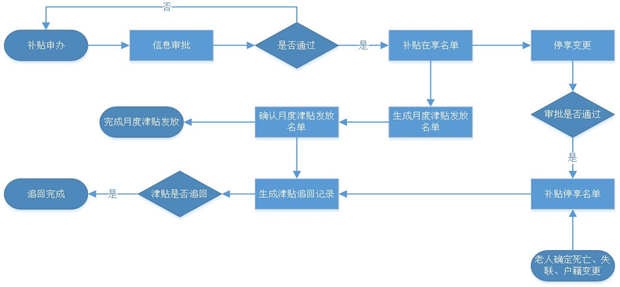 否
补贴申办
信息审批
是否通过
是
补贴在享名单
停享变更
完成月度津贴发放
确认月度津贴发放
名单
生成月度津贴发放
名单
审批是否通过
是
追回完成
是
津贴是否追回
生成津贴追回记录
补贴停享名单
老人确定死亡、失
联、户籍变更